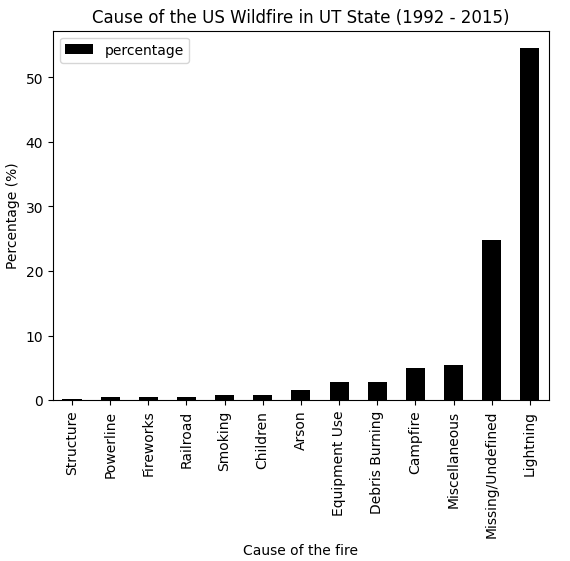 Cause of the US Wildfire in UT State (1992 - 2015)
percentage
Percentage (%)
50
40
30
20
10
0
Structure
Powerline
Fireworks
Railroad
Smoking
Children
Arson
Equipment Use
Debris Burning
Campfire
Miscellaneous
Missing/Undefined
Lightning
Cause of the fire